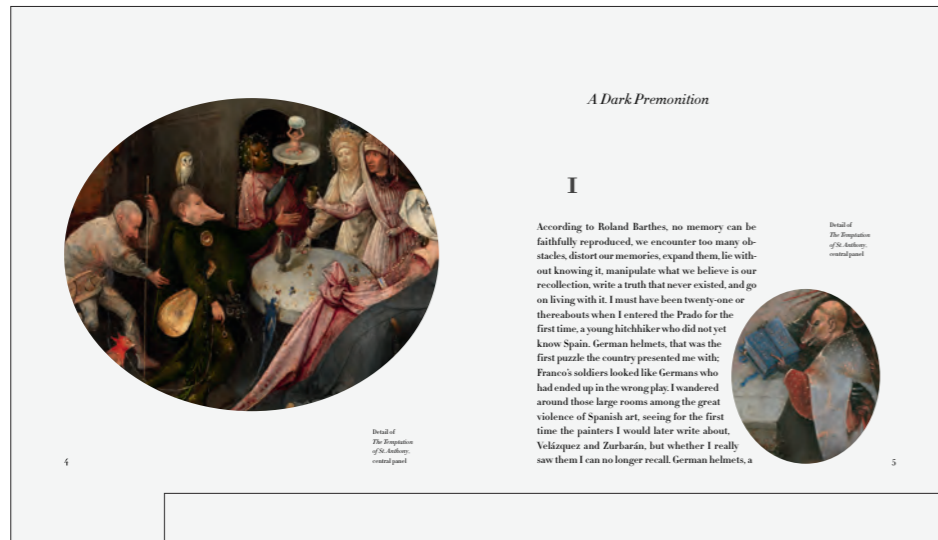 A Dark Premonition
I
According to Roland Barthes, no memory can be
faithfully reproduced, we encounter too many ob-
stacles, distort our memories, expand them, lie with-
out knowing it, manipulate what we believe is our
recollection, write a truth that never existed, and go
on living with it. I must have been twenty-one or
thereabouts when I entered the Prado for the
first time, a young hitchhiker who did not yet
know Spain. German helmets, that was the
first puzzle the country presented me with;
Franco’s soldiers looked like Germans who
had ended up in the wrong play. I wandered
around those large rooms among the great
violence of Spanish art, seeing for the first
time the painters I would later write about,
Velázquez and Zurbarán, but whether I really
saw them I can no longer recall. German helmets, a
Detail of
The Temptation
of St. Anthony,
central panel
Detail of
The Temptation
of St. Anthony,
central panel
4
5